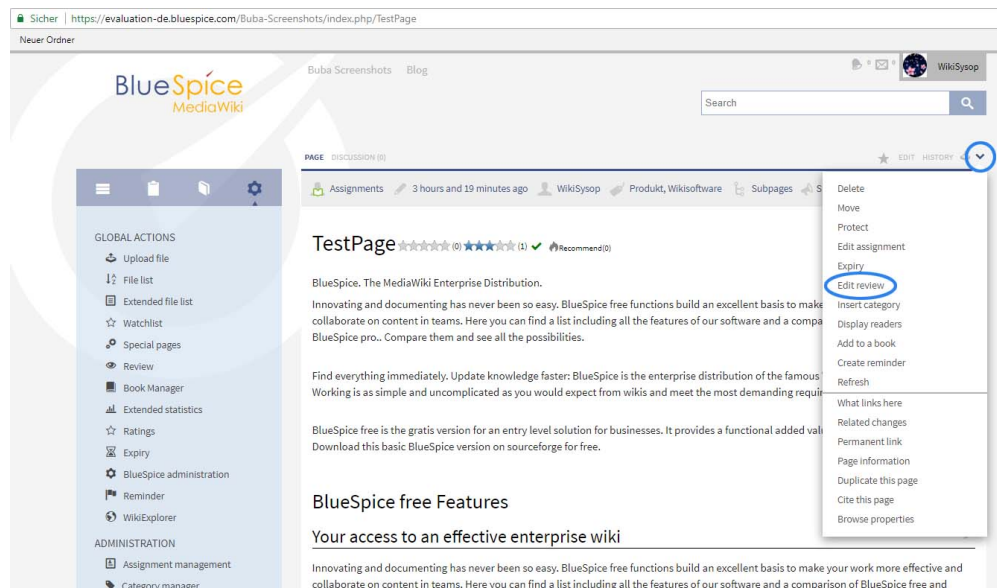 Sicher | https://evaluation-de.bluespice.com/Buba-Screenshots/index.php/TestPage
Neuer Ordner
BlueSpice
MediaWiki
Buba Screenshots Blog
WikiSysop
Search
PAGE DISCUSSION (0)
EDIT HISTORY
Assignments 3 hours and 19 minutes ago WikiSysop Produkt, Wikisoftware Subpages S
GLOBAL ACTIONS
Upload file
File list
Extended file list
Watchlist
Special pages
Review
Book Manager
Extended statistics
Ratings
Expiry
BlueSpice administration
Reminder
WikiExplorer
ADMINISTRATION
Assignment management
Category manager
TestPage (0) (1) Recommend(0)
BlueSpice. The MediaWiki Enterprise Distribution.
Innovating and documenting has never been so easy. BlueSpice free functions build an excellent basis to make
collaborate on content in teams. Here you can find a list including all the features of our software and a compa
BlueSpice pro.. Compare them and see all the possibilities.
Find everything immediately. Update knowledge faster: BlueSpice is the enterprise distribution of the famous
Working is as simple and uncomplicated as you would expect from wikis and meet the most demanding requi
BlueSpice free is the gratis version for an entry level solution for businesses. It provides a functional added val
Download this basic BlueSpice version on sourceforge for free.
BlueSpice free Features
Your access to an effective enterprise wiki
Innovating and documenting has never been so easy. BlueSpice free functions build an excellent basis to make your work more effective and
collaborate on content in teams. Here you can find a list including all the features of our software and a comparison of BlueSpice free and
Delete
Move
Protect
Edit assignment
Expiry
Edit review
Insert category
Display readers
Add to a book
Create reminder
Refresh
What links here
Related changes
Permanent link
Page information
Duplicate this page
Cite this page
Browse properties